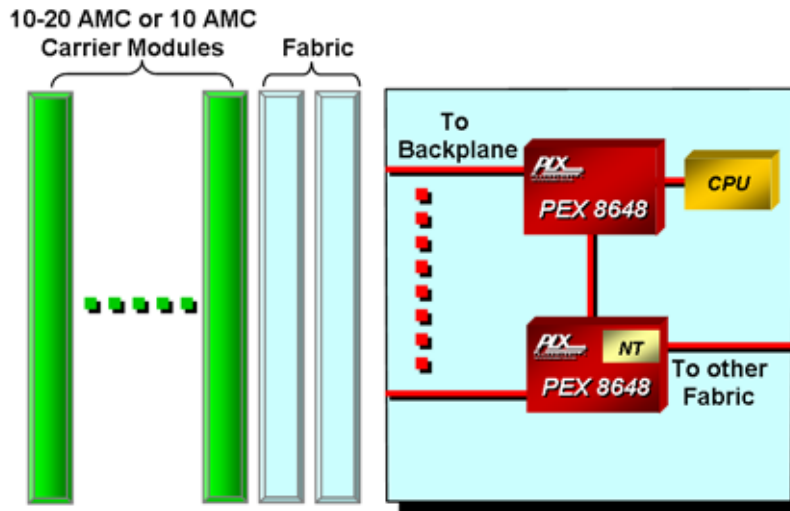 10-20 AMC or 10 AMC
Carrier Modules
Fabric
To
Backplane
PLX
PEX 8648
CPU
PLX
NT
PEX 8648
To other
Fabric